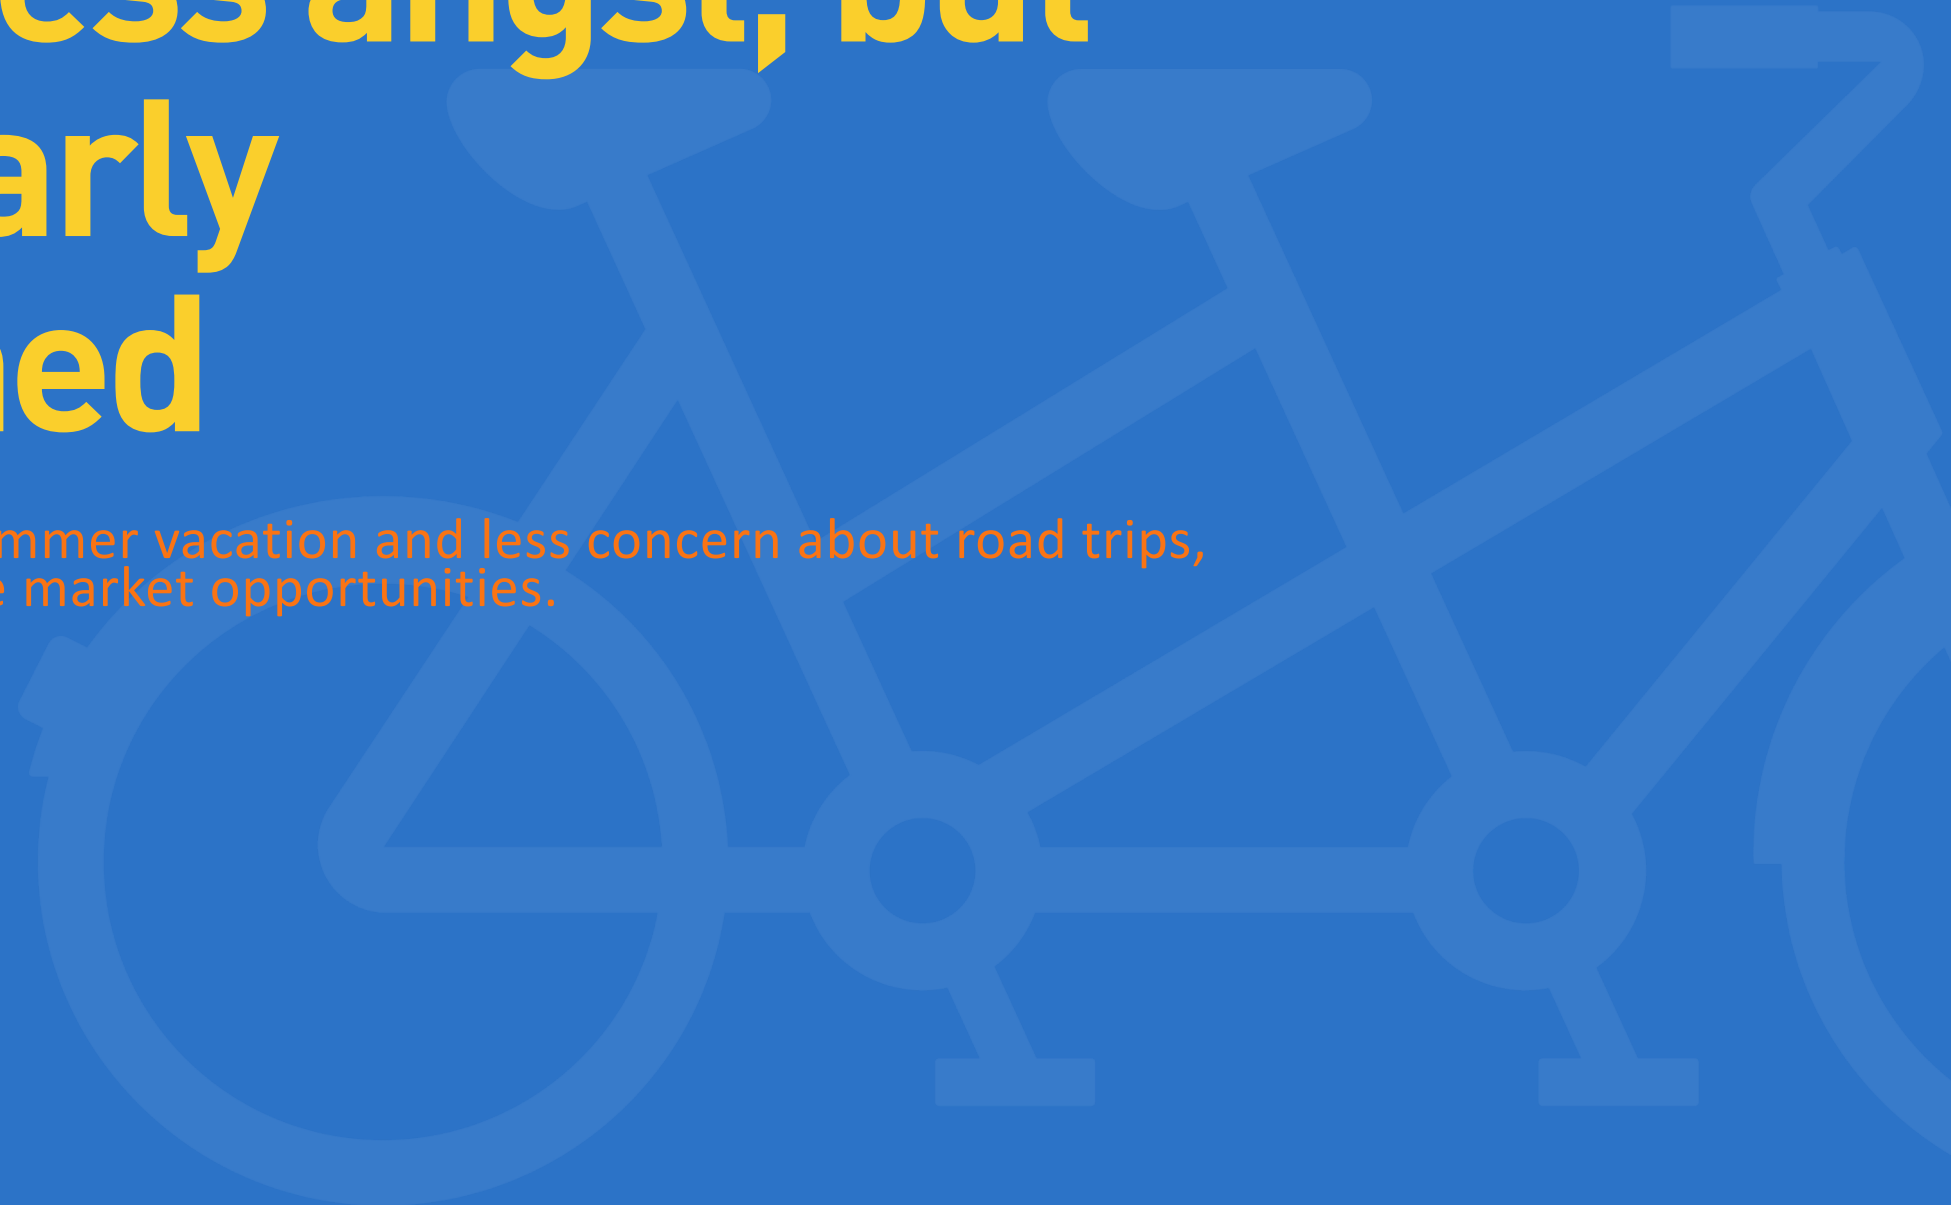 ess angst, but
arly
ned
mmer vacation and less concern about road trips,
e market opportunities.